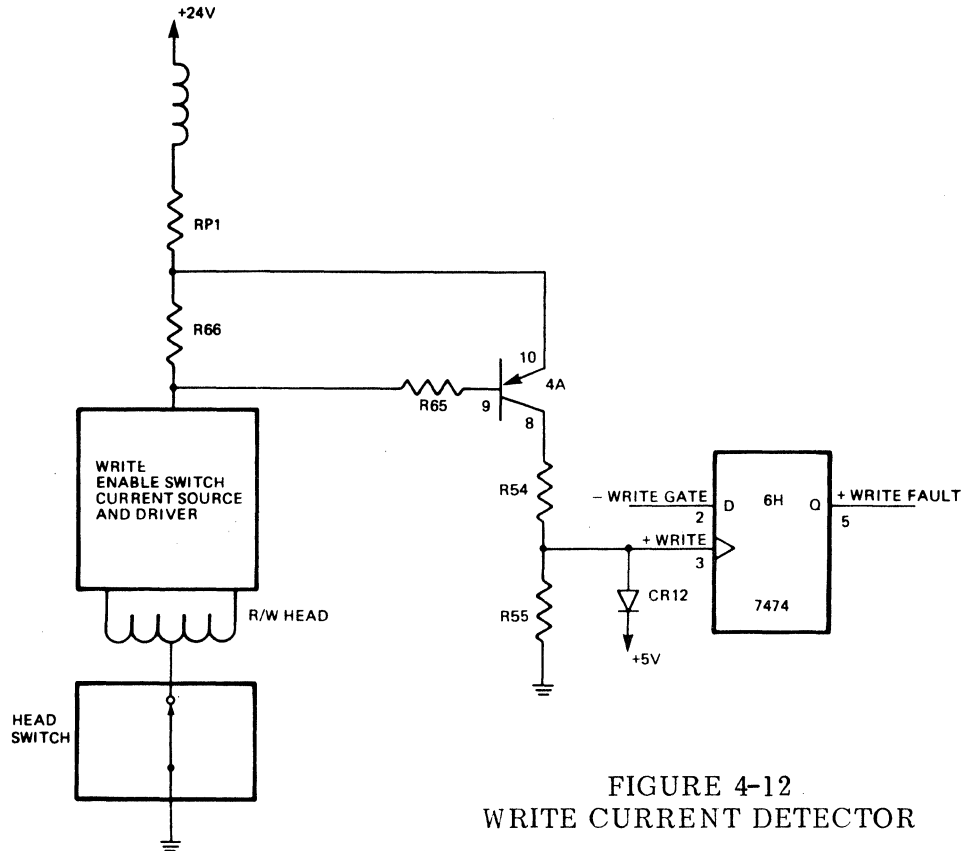 +24V
RP1
R66
10
4A
R65
9
8
WRITE
ENABLE SWITCH
CURRENT SOURCE
AND DRIVER
R54
- WRITE GATE
2
D
6H
Q
+ WRITE FAULT
5
+ WRITE
3
R/W HEAD
R55
CR12
7474
+5V
HEAD
SWITCH
FIGURE 4-12
WRITE CURRENT DETECTOR